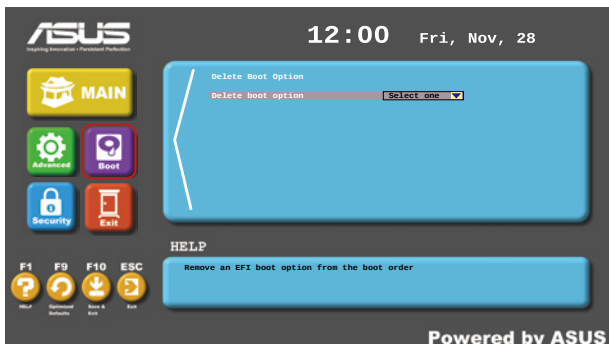 ASUS
Inspiring Innovation • Persistent Perfection
12:00 Fri, Nov, 28
MAIN
Advanced
Boot
Security
Exit
Delete Boot Option
Delete boot option Select one
HELP
Remove an EFI boot option from the boot order
F1 F9 F10 ESC
HELP
Optimized
Defaults
Save &
Exit
Exit
Powered by ASUS